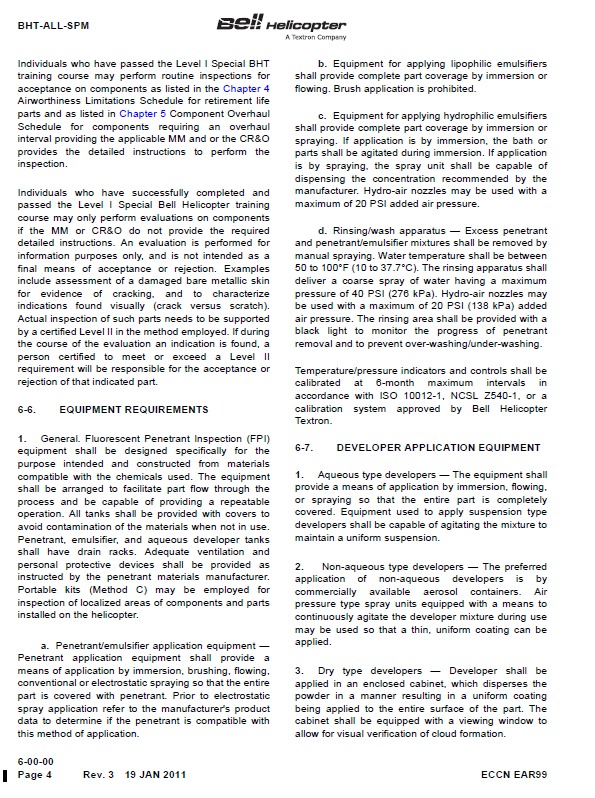 BHT-ALL-SPM
Bell Helicopter
A Textron Company
Individuals who have passed the Level I Special BHT
training course may perform routine inspections for
acceptance on components as listed in the Chapter 4
Airworthiness Limitations Schedule for retirement life
parts and as listed in Chapter 5 Component Overhaul
Schedule for components requiring an overhaul
interval providing the applicable MM and or the CR&O
provides the detailed instructions to perform the
inspection.
Individuals who have successfully completed and
passed the Level I Special Bell Helicopter training
course may only perform evaluations on components
if the MM or CR&O do not provide the required
detailed instructions. An evaluation is performed for
information purposes only, and is not intended as a
final means of acceptance or rejection. Examples
include assessment of a damaged bare metallic skin
for evidence of cracking, and to characterize
indications found visually (crack versus scratch).
Actual inspection of such parts needs to be supported
by a certified Level II in the method employed. If during
the course of the evaluation an indication is found, a
person certified to meet or exceed a Level II
requirement will be responsible for the acceptance or
rejection of that indicated part.
6-6. EQUIPMENT REQUIREMENTS
1. General. Fluorescent Penetrant Inspection (FPI)
equipment shall be designed specifically for the
purpose intended and constructed from materials
compatible with the chemicals used. The equipment
shall be arranged to facilitate part flow through the
process and be capable of providing a repeatable
operation. All tanks shall be provided with covers to
avoid contamination of the materials when not in use.
Penetrant, emulsifier, and aqueous developer tanks
shall have drain racks. Adequate ventilation and
personal protective devices shall be provided as
instructed by the penetrant materials manufacturer.
Portable kits (Method C) may be employed for
inspection of localized areas of components and parts
installed on the helicopter.
a. Penetrant/emulsifier application equipment —
Penetrant application equipment shall provide a
means of application by immersion, brushing, flowing,
conventional or electrostatic spraying so that the entire
part is covered with penetrant. Prior to electrostatic
spray application refer to the manufacturer's product
data to determine if the penetrant is compatible with
this method of application.
b. Equipment for applying lipophilic emulsifiers
shall provide complete part coverage by immersion or
flowing. Brush application is prohibited.
c. Equipment for applying hydrophilic emulsifiers
shall provide complete part coverage by immersion or
spraying. If application is by immersion, the bath or
parts shall be agitated during immersion. If application
is by spraying, the spray unit shall be capable of
dispensing the concentration recommended by the
manufacturer. Hydro-air nozzles may be used with a
maximum of 20 PSI added air pressure.
d. Rinsing/wash apparatus — Excess penetrant
and penetrant/emulsifier mixtures shall be removed by
manual spraying. Water temperature shall be between
50 to 100°F (10 to 37.7°C). The rinsing apparatus shall
deliver a coarse spray of water having a maximum
pressure of 40 PSI (276 kPa). Hydro-air nozzles may
be used with a maximum of 20 PSI (138 kPa) added
air pressure. The rinsing area shall be provided with a
black light to monitor the progress of penetrant
removal and to prevent over-washing/under-washing.
Temperature/pressure indicators and controls shall be
calibrated at 6-month maximum intervals in
accordance with ISO 10012-1, NCSL Z540-1, or a
calibration system approved by Bell Helicopter
Textron.
6-7. DEVELOPER APPLICATION EQUIPMENT
1. Aqueous type developers — The equipment shall
provide a means of application by immersion, flowing,
or spraying so that the entire part is completely
covered. Equipment used to apply suspension type
developers shall be capable of agitating the mixture to
maintain a uniform suspension.
2. Non-aqueous type developers — The preferred
application of non-aqueous developers is by
commercially available aerosol containers. Air
pressure type spray units equipped with a means to
continuously agitate the developer mixture during use
may be used so that a thin, uniform coating can be
applied.
3. Dry type developers — Developer shall be
applied in an enclosed cabinet, which disperses the
powder in a manner resulting in a uniform coating
being applied to the entire surface of the part. The
cabinet shall be equipped with a viewing window to
allow for visual verification of cloud formation.
6-00-00
Page 4 Rev. 3 19 JAN 2011
ECCN EAR99